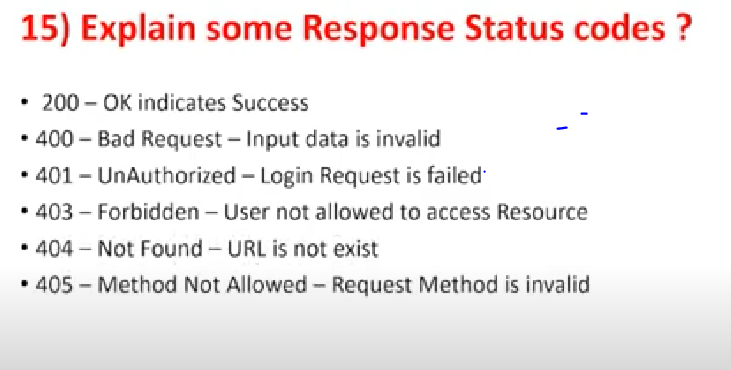 15) Explain some Response Status codes ?
• 200 – OK indicates Success
• 400 – Bad Request – Input data is invalid
• 401 – UnAuthorized – Login Request is failed
• 403 – Forbidden – User not allowed to access Resource
• 404 – Not Found – URL is not exist
• 405 – Method Not Allowed – Request Method is invalid